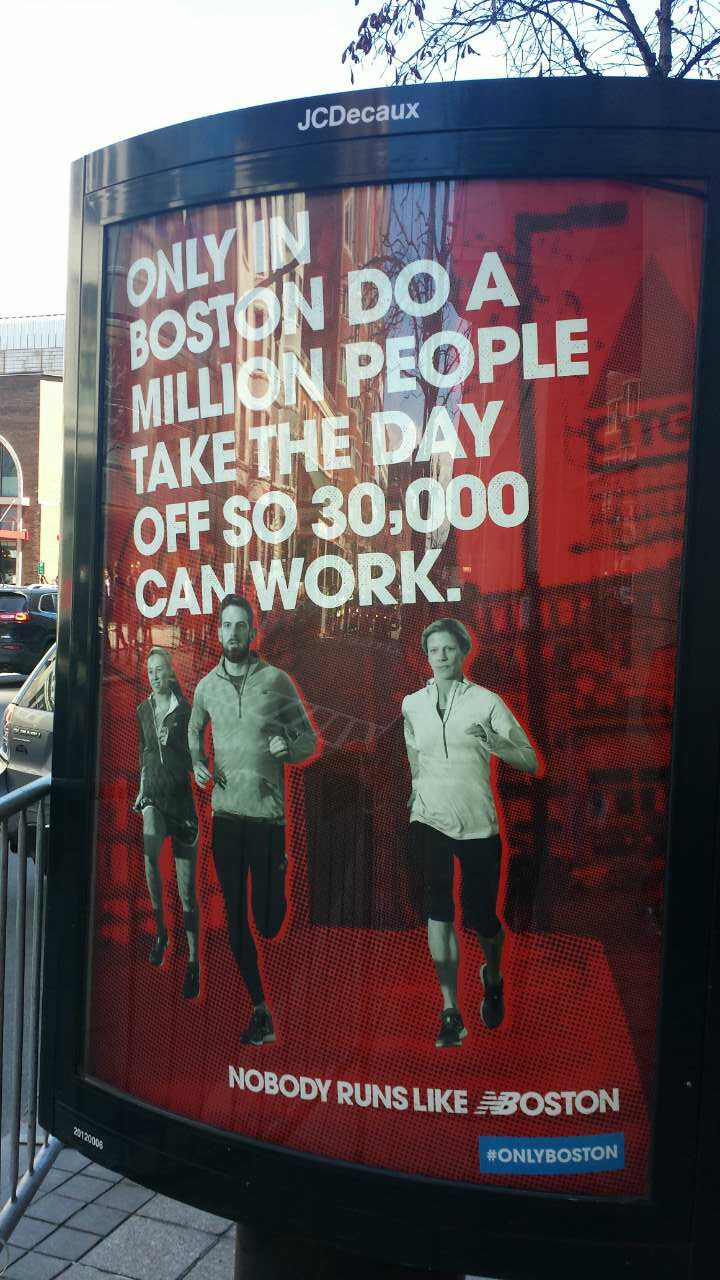 JCDecaux
ONLY IN
BOSTON DO A
MILLION PEOPLE
TAKE THE DAY
OFF SO 30,000
CAN WORK.
NOBODY RUNS LIKE NBOSTON
#ONLYBOSTON
20120006